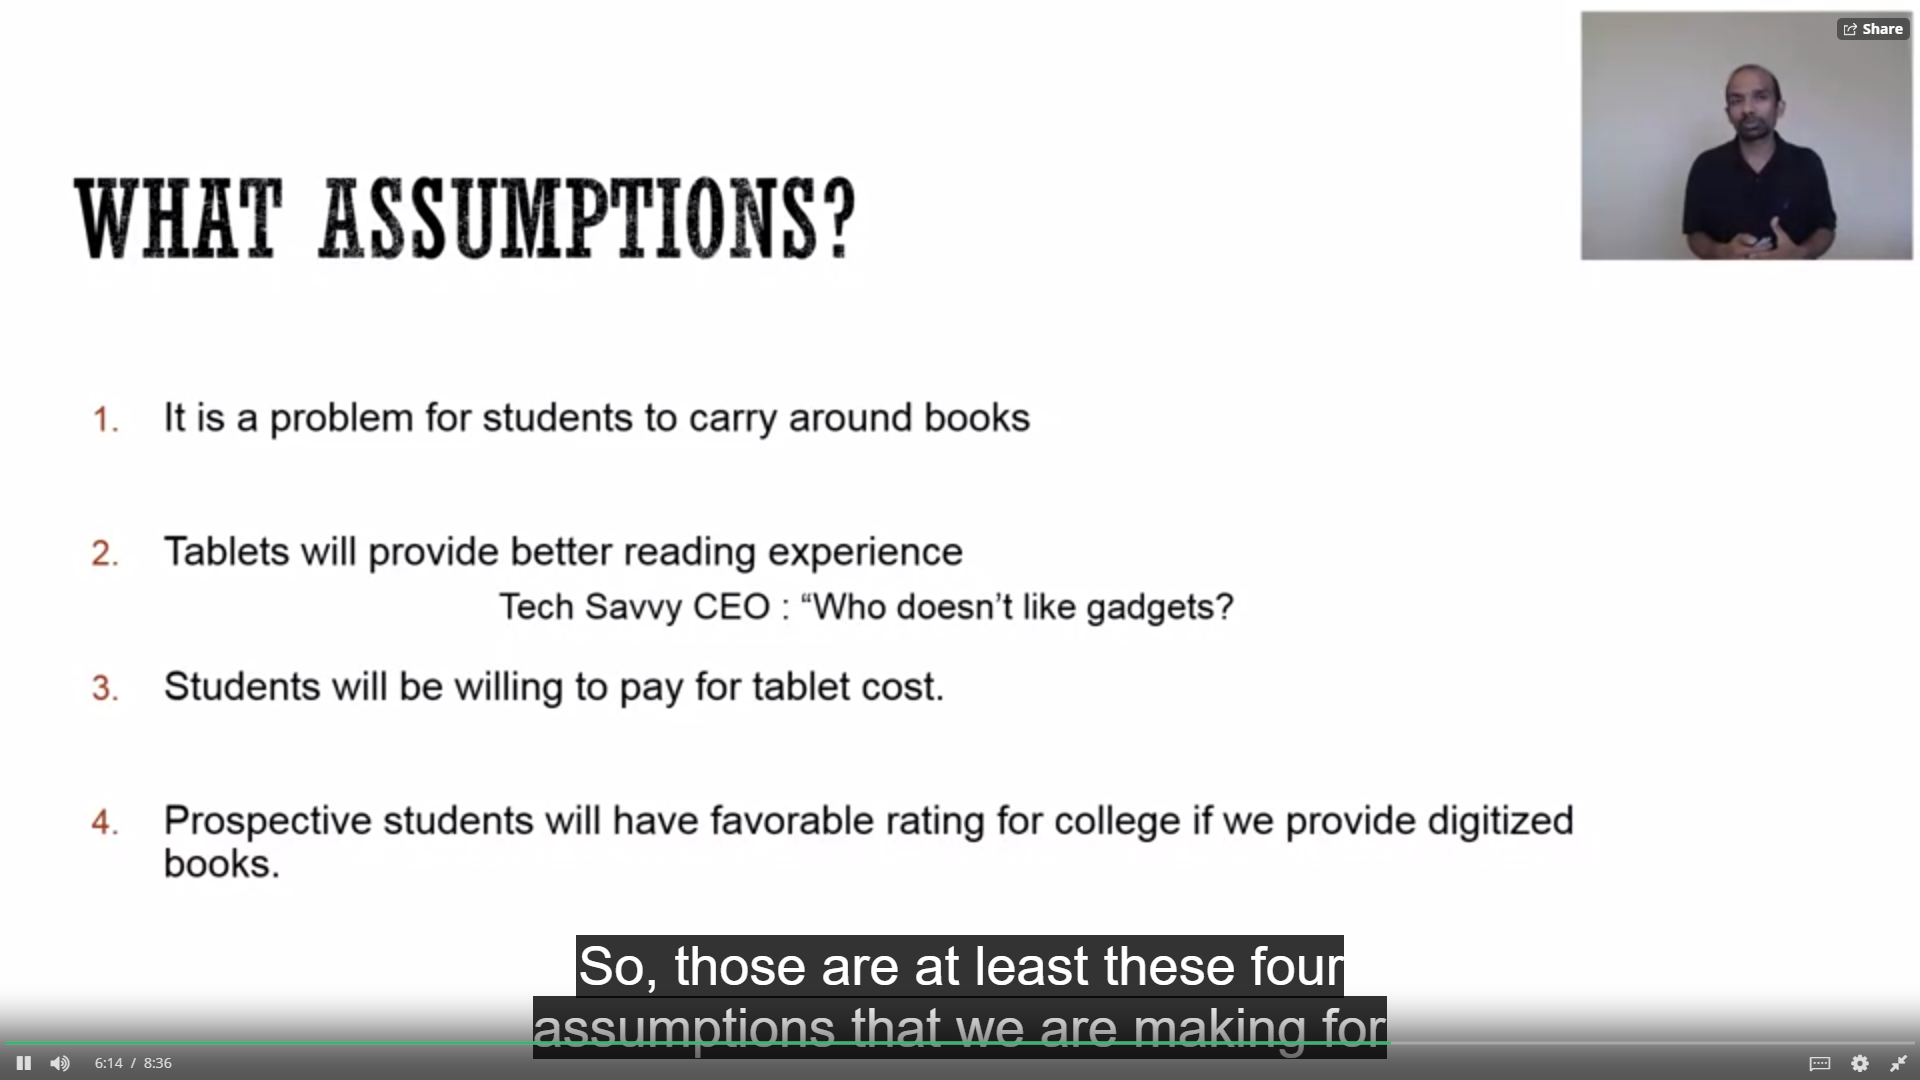 Share
WHAT ASSUMPTIONS?
1. It is a problem for students to carry around books
2. Tablets will provide better reading experience
Tech Savvy CEO : “Who doesn’t like gadgets?
3. Students will be willing to pay for tablet cost.
4. Prospective students will have favorable rating for college if we provide digitized
books.
So, those are at least these four
assumptions that we are making for
6:14 / 8:36